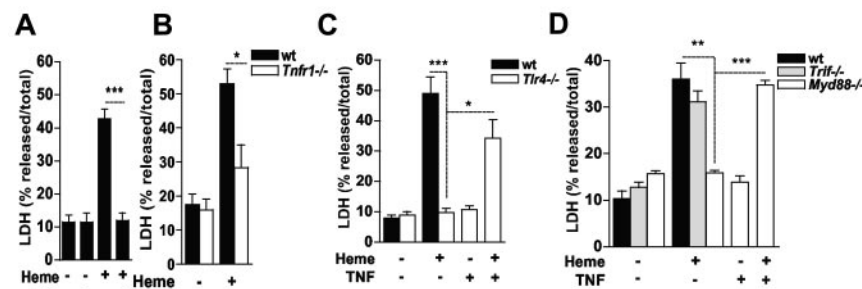 A
LDH (% released/total)
60
50
40
30
20
10
0
***
Heme - - + +
B
LDH (% released/total)
60
50
40
30
20
10
0
wt
Tnfr1-/-
*
Heme - +
C
LDH (% released/total)
60
50
40
30
20
10
0
wt
Tlr4-/-
***
*
Heme - + - +
TNF - - + +
D
LDH (% released/total)
40
30
20
10
0
wt
Trif-/-
Myd88-/-
**
***
Heme - + - +
TNF - - + +